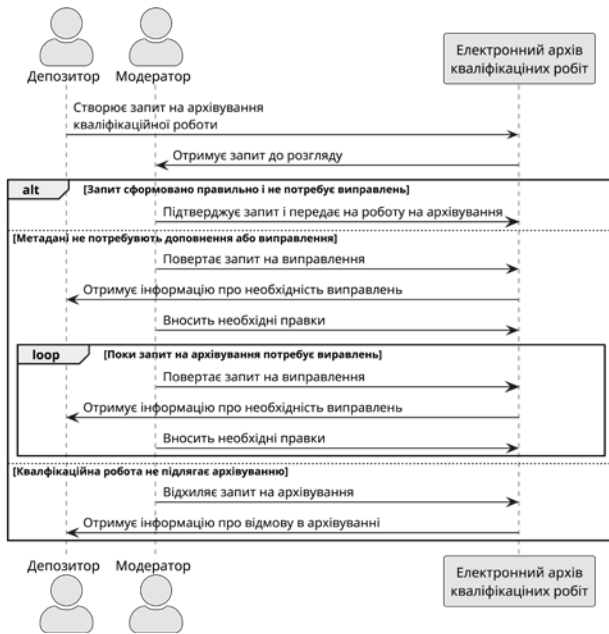 Депозитор
Модератор
Електронний архів
кваліфікаціних робіт
Створює запит на архівування
кваліфікаційної роботи
Отримує запит до розгляду
alt
[Запит сформовано правильно і не потребує виправлень]
Підтверджує запит і передає на роботу на архівування
[Метадані не потребувють доповнення або виправлення]
Повертає запит на виправлення
Отримує інформацію про необхідність виправлень
Вносить необхідні правки
loop
[Поки запит на архівування потребує виравлень]
Повертає запит на виправлення
Отримує інформацію про необхідність виправлень
Вносить необхідні правки
[Квалфікаційна робота не підлягає архівуванню]
Відхиляє запит на архівування
Отримує інформацію про відмову в архівуванні
Депозитор
Модератор
Електронний архів
кваліфікаціних робіт